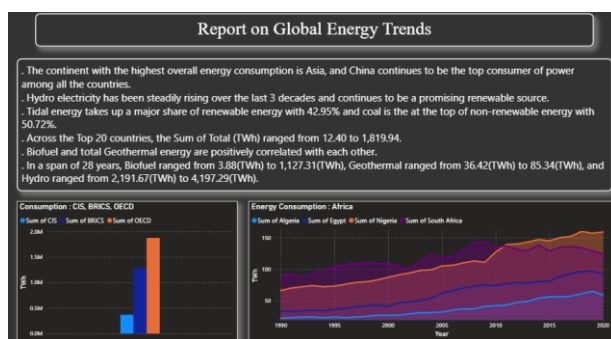 Report on Global Energy Trends
. The continent with the highest overall energy consumption is Asia, and China continues to be the top consumer of power
among all the countries.
. Hydro electricity has been steadily rising over the last 3 decades and continues to be a promising renewable source.
. Tidal energy takes up a major share of renewable energy with 42.95% and coal is the at the top of non-renewable energy with
50.72%.
. Across the Top 20 countries, the Sum of Total (TWh) ranged from 12.40 to 1,819.94.
. Biofuel and total Geothermal energy are positively correlated with each other.
. In a span of 28 years, Biofuel ranged from 3.88(TWh) to 1,127.31(TWh), Geothermal ranged from 36.42(TWh) to 85.34(TWh), and
Hydro ranged from 2,191.67(TWh) to 4,197.29(TWh).
Consumption : CIS, BRICS, OECD
Sum of CIS Sum of BRICS Sum of OECD
2.0M
1.5M
1.0M
0.5M
0.0M
TWh
Energy Consumption : Africa
Sum of Algeria Sum of Egypt Sum of Nigeria Sum of South Africa
150
100
50
TWh
1990 1995 2000 2005 2010 2015 2020
Year